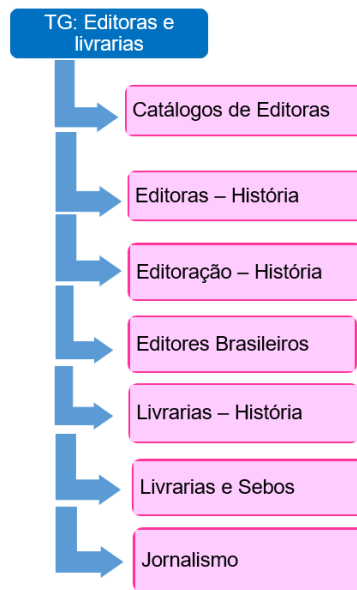 TG: Editoras e
livrarias
Catálogos de Editoras
Editoras – História
Editoração – História
Editores Brasileiros
Livrarias – História
Livrarias e Sebos
Jornalismo